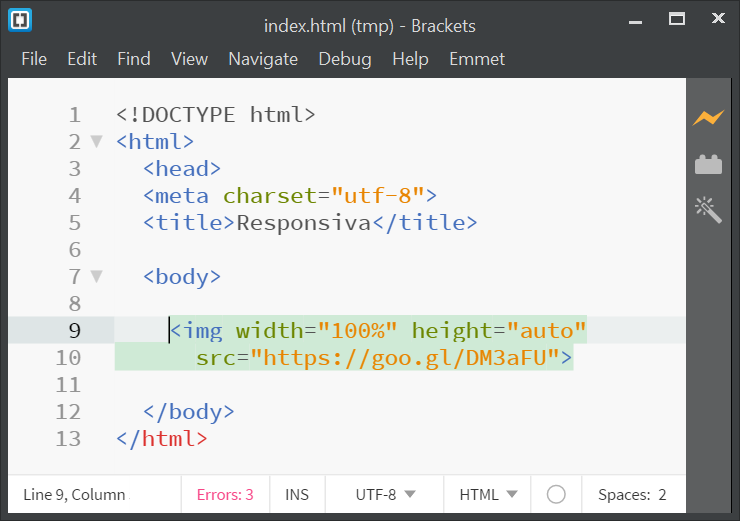 index.html (tmp) - Brackets
File Edit Find View Navigate Debug Help Emmet
1 <!DOCTYPE html>
2 <html>
3 <head>
4 <meta charset="utf-8">
5 <title>Responsiva</title>
6
7 <body>
8
9 <img width="100%" height="auto"
10 src="https://goo.gl/DM3aFU">
11
12 </body>
13 </html>
Line 9, Column Errors: 3 INS UTF-8 HTML Spaces: 2